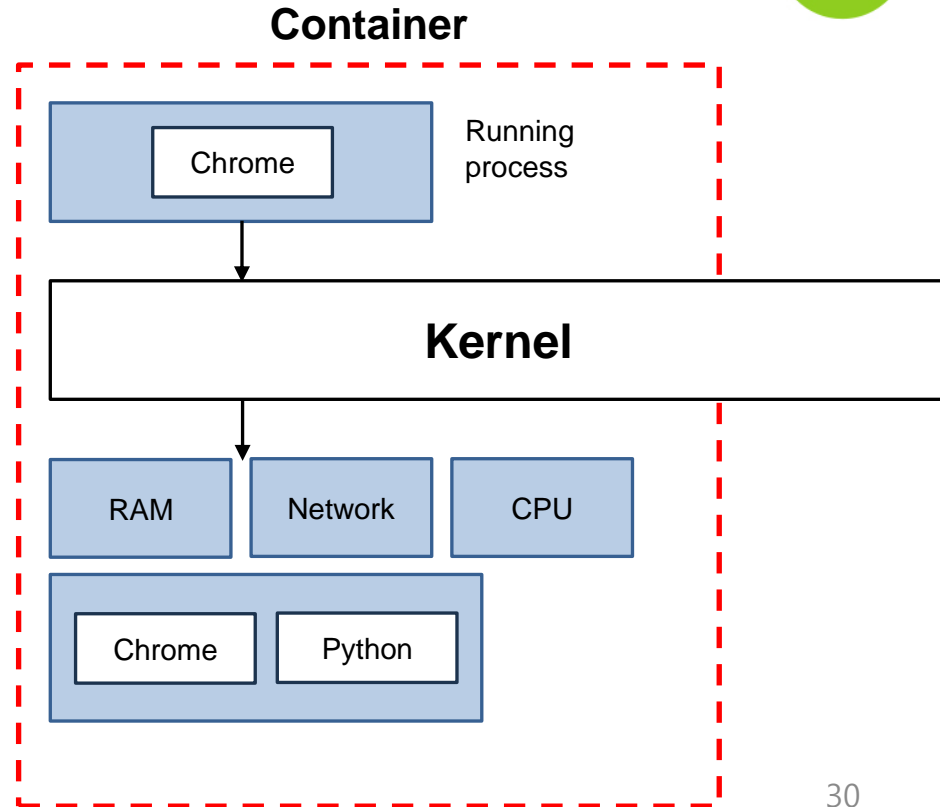 Container
Chrome
Running
process
Kernel
RAM
Network
CPU
Chrome
Python
30